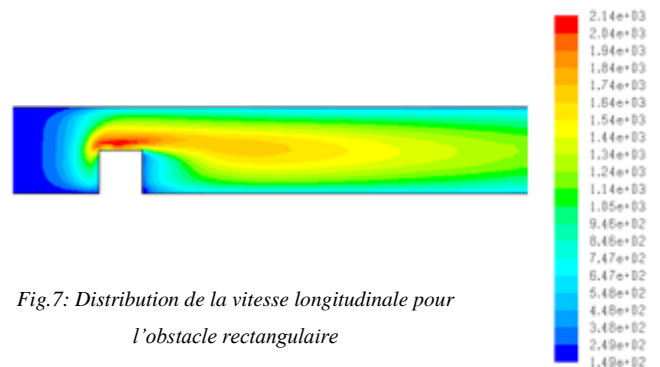 2.14e+03
2.04e+03
1.94e+03
1.84e+03
1.74e+03
1.64e+03
1.54e+03
1.44e+03
1.34e+03
1.24e+03
1.14e+03
1.05e+03
9.46e+02
8.46e+02
7.47e+02
6.47e+02
5.48e+02
4.48e+02
3.48e+02
2.49e+02
1.49e+02
Fig.7: Distribution de la vitesse longitudinale pour
l’obstacle rectangulaire